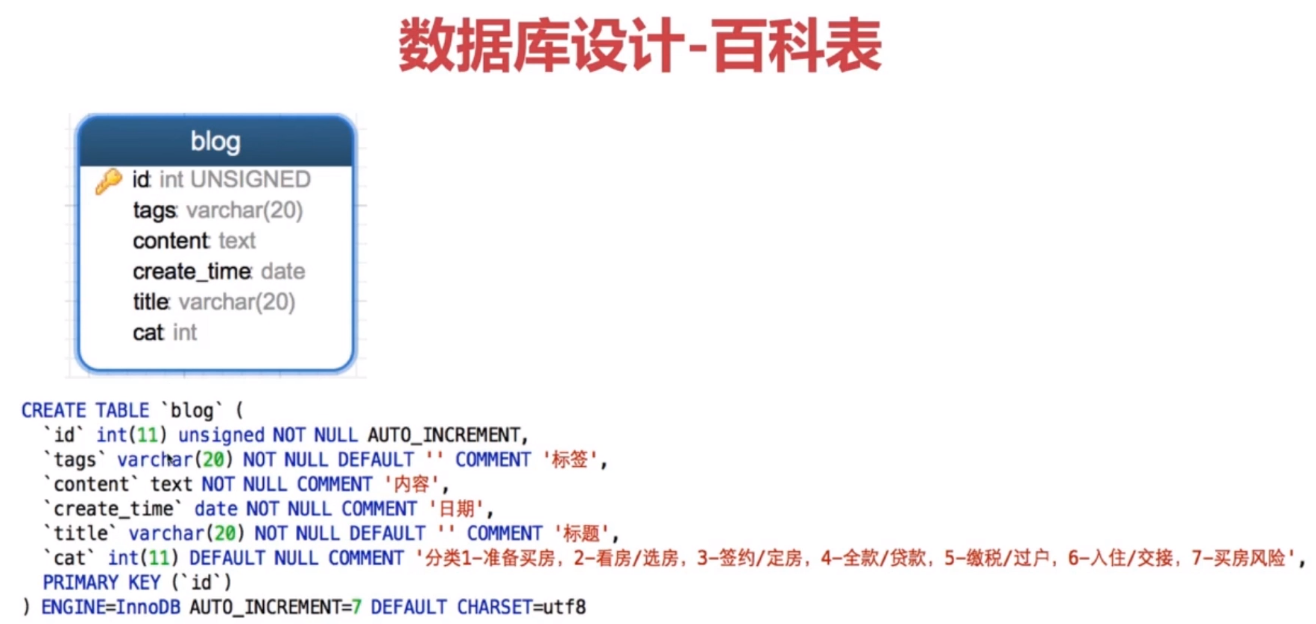 数据库设计-百科表
blog
id: int UNSIGNED
tags: varchar(20)
content: text
create_time: date
title: varchar(20)
cat: int
CREATE TABLE `blog` (
`id` int(11) unsigned NOT NULL AUTO_INCREMENT,
`tags` varchar(20) NOT NULL DEFAULT '' COMMENT '标签',
`content` text NOT NULL COMMENT '内容',
`create_time` date NOT NULL COMMENT '日期',
`title` varchar(20) NOT NULL DEFAULT '' COMMENT '标题',
`cat` int(11) DEFAULT NULL COMMENT '分类1-准备买房，2-看房/选房，3-签约/定房，4-全款/贷款，5-缴税/过户，6-入住/交接，7-买房风险',
PRIMARY KEY (`id`)
) ENGINE=InnoDB AUTO_INCREMENT=7 DEFAULT CHARSET=utf8